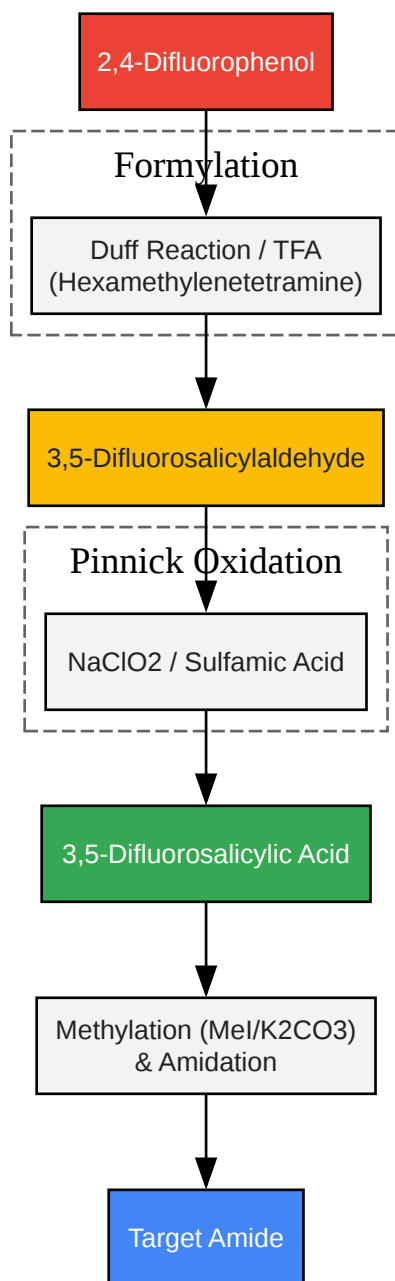 2,4-Difluorophenol
Formylation
Duff Reaction / TFA
(Hexamethylenetetramine)
3,5-Difluorosalicylaldehyde
Pinnick Oxidation
NaClO2 / Sulfamic Acid
3,5-Difluorosalicylic Acid
Methylation (MeI/K2CO3)
& Amidation
Target Amide